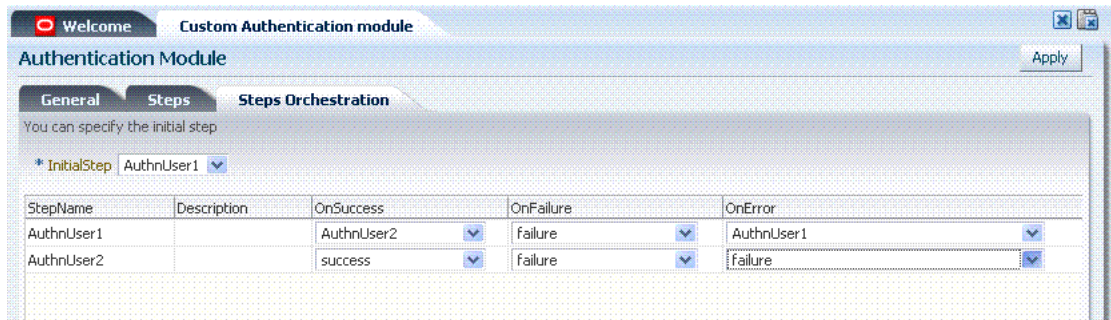 Welcome Custom Authentication module
Authentication Module Apply
General Steps Steps Orchestration
You can specify the initial step
* InitialStep AuthnUser1
StepName Description OnSuccess OnFailure OnError
AuthnUser1 AuthnUser2 failure AuthnUser1
AuthnUser2 success failure failure